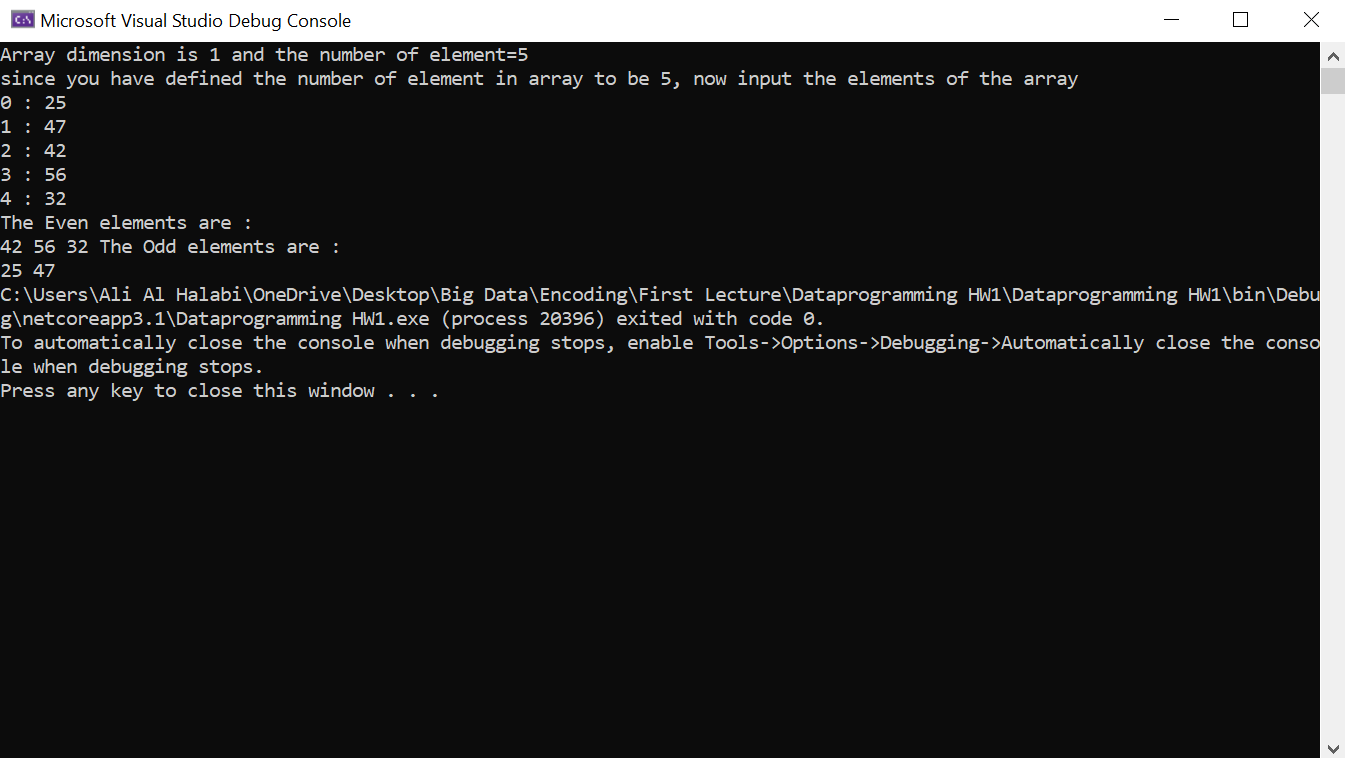 Microsoft Visual Studio Debug Console
Array dimension is 1 and the number of element=5
since you have defined the number of element in array to be 5, now input the elements of the array
0 : 25
1 : 47
2 : 42
3 : 56
4 : 32
The Even elements are :
42 56 32 The Odd elements are :
25 47
C:\Users\Ali Al Halabi\OneDrive\Desktop\Big Data\Encoding\First Lecture\Dataprogramming HW1\Dataprogramming HW1\bin\Debu
g\netcoreapp3.1\Dataprogramming HW1.exe (process 20396) exited with code 0.
To automatically close the console when debugging stops, enable Tools->Options->Debugging->Automatically close the conso
le when debugging stops.
Press any key to close this window . . .